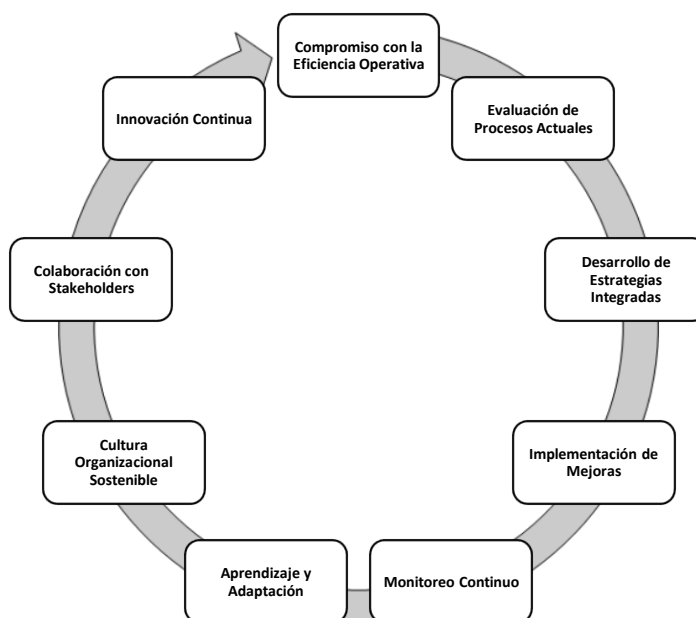 Compromiso con la
Eficiencia Operativa
Evaluación de
Procesos Actuales
Desarrollo de
Estrategias
Integradas
Implementación de
Mejoras
Monitoreo Continuo
Aprendizaje y
Adaptación
Cultura
Organizacional
Sostenible
Colaboración con
Stakeholders
Innovación Continua